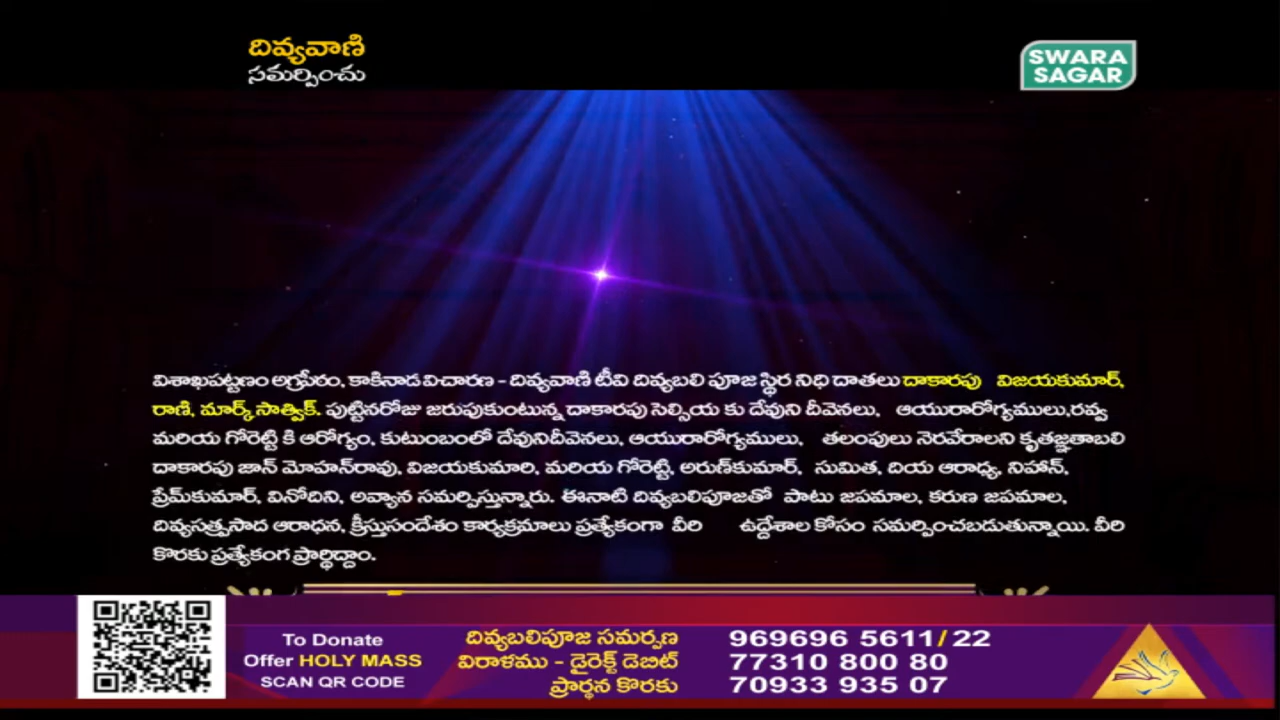 దివ్యవాణి
సమర్పించు
SWARA
SAGAR
విశాఖపట్టణం అగ్రపీఠం, కాకినాడ విచారణ - దివ్యవాణి టీవి దివ్యబలి పూజ స్థిర నిధి దాతలు దాకారపు విజయకుమార్,
రాణి, మార్క్ సాత్విక్. పుట్టినరోజు జరుపుకుంటున్న దాకారపు సెల్సియ కు దేవుని దీవెనలు, ఆయురారోగ్యములు,రవ్వ
మరియ గోరెట్టి కి ఆరోగ్యం, కుటుంబంలో దేవునిదీవెనలు, ఆయురారోగ్యములు, తలంపులు నెరవేరాలని కృతజ్ఞతాబలి
దాకారపు జాన్ మోహన్‌రావు, విజయకుమారి, మరియ గోరెట్టి, అరుణ్‌కుమార్, సుమిత, దియ ఆరాధ్య, నిహాన్,
ప్రేమ్‌కుమార్, వినోదిని, అవ్యాన సమర్పిస్తున్నారు. ఈనాటి దివ్యబలిపూజతో పాటు జపమాల, కరుణ జపమాల,
దివ్యసత్ప్రసాద ఆరాధన, క్రీస్తుసందేశం కార్యక్రమాలు ప్రత్యేకంగా వీరి ఉద్దేశాల కోసం సమర్పించబడుతున్నాయి. వీరి
కొరకు ప్రత్యేకంగ ప్రార్థిద్దాం.
To Donate
Offer HOLY MASS
SCAN QR CODE
దివ్యబలిపూజ సమర్పణ 969696 5611/22
విరాళము - డైరెక్ట్ డెబిట్ 77310 800 80
ప్రార్థన కొరకు 70933 935 07